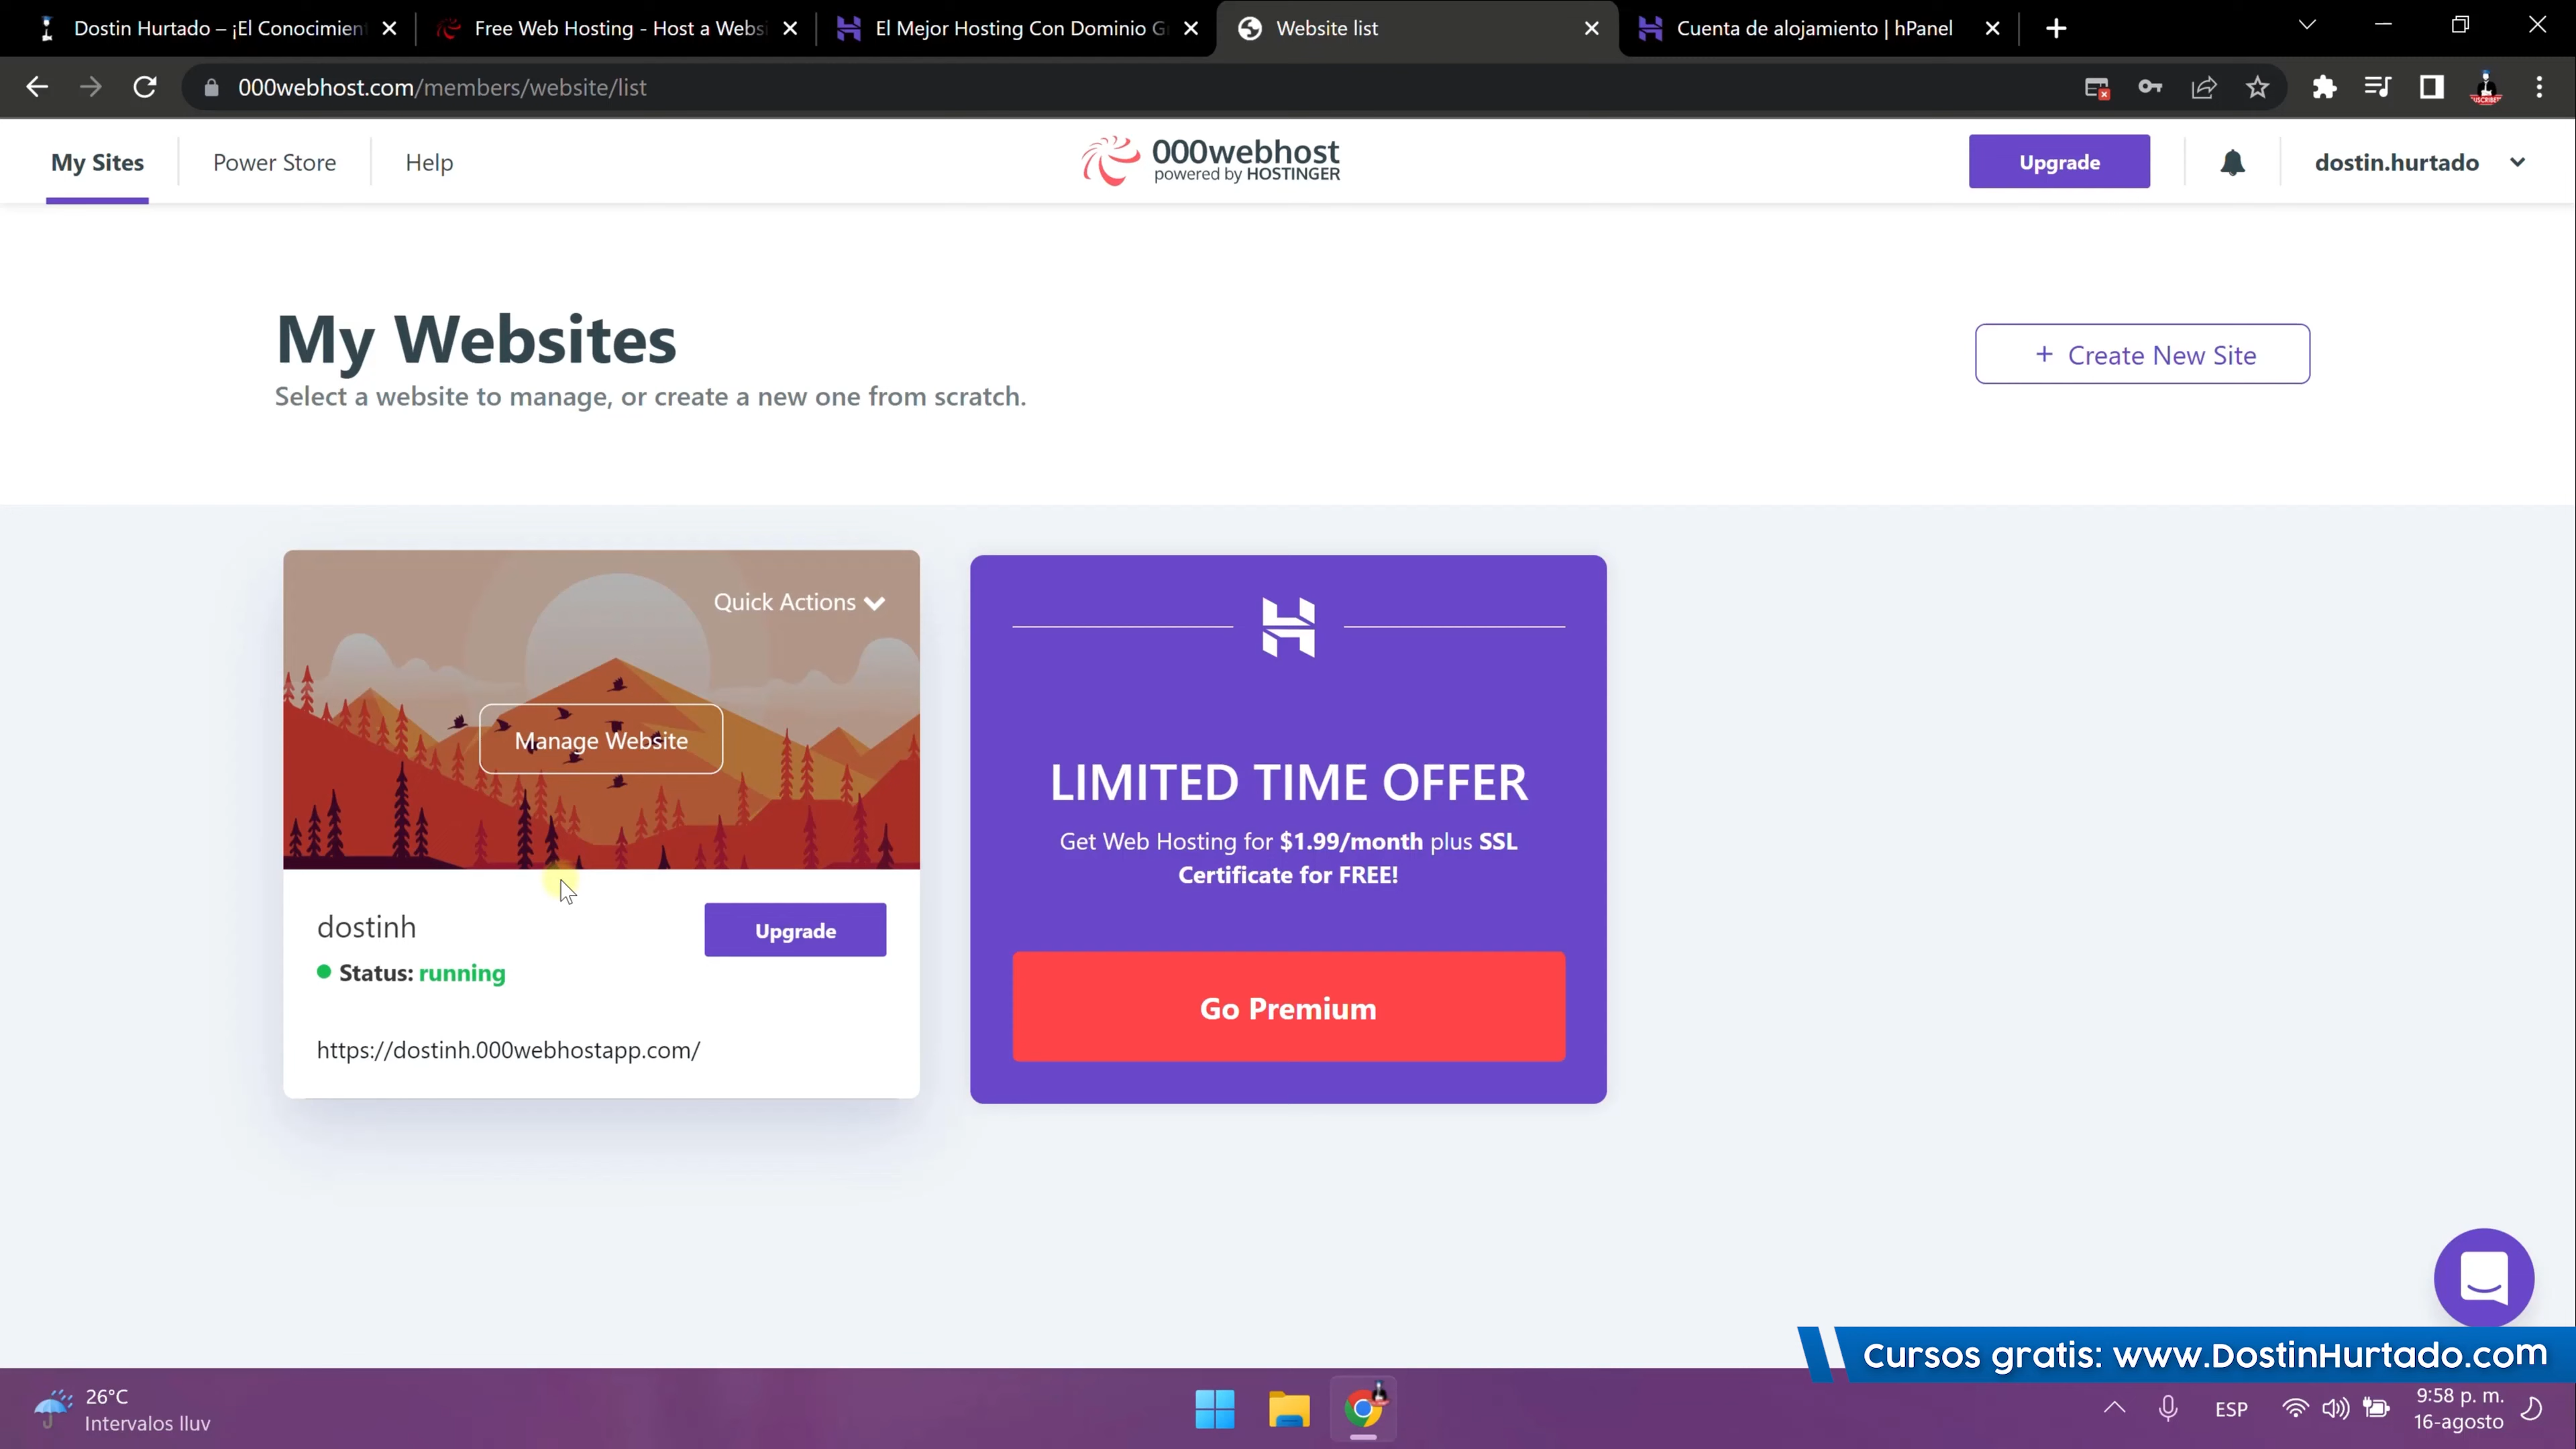 Dostin Hurtado – ¡El Conocimien
Free Web Hosting - Host a Websi
El Mejor Hosting Con Dominio G
Website list
Cuenta de alojamiento | hPanel
000webhost.com/members/website/list
My Sites
Power Store
Help
000webhost
powered by HOSTINGER
Upgrade
dostin.hurtado
My Websites
Select a website to manage, or create a new one from scratch.
+ Create New Site
Quick Actions
Manage Website
dostinh
Upgrade
Status: running
https://dostinh.000webhostapp.com/
LIMITED TIME OFFER
Get Web Hosting for $1.99/month plus SSL
Certificate for FREE!
Go Premium
Cursos gratis: www.DostinHurtado.com
26°C
Intervalos lluv
ESP
9:58 p. m.
16-agosto